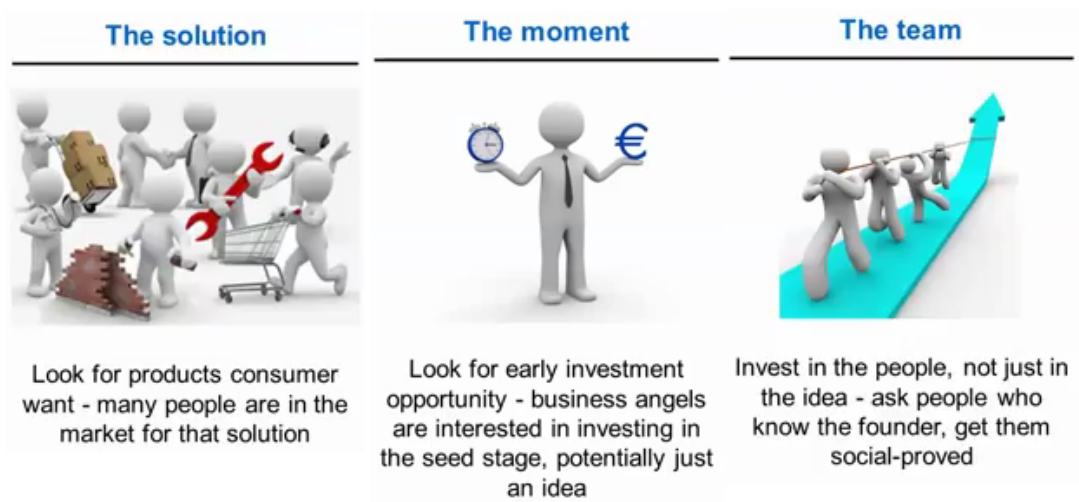 The solution
Look for products consumer
want - many people are in the
market for that solution
The moment
€
Look for early investment
opportunity - business angels
are interested in investing in
the seed stage, potentially just
an idea
The team
Invest in the people, not just in
the idea - ask people who
know the founder, get them
social-proved